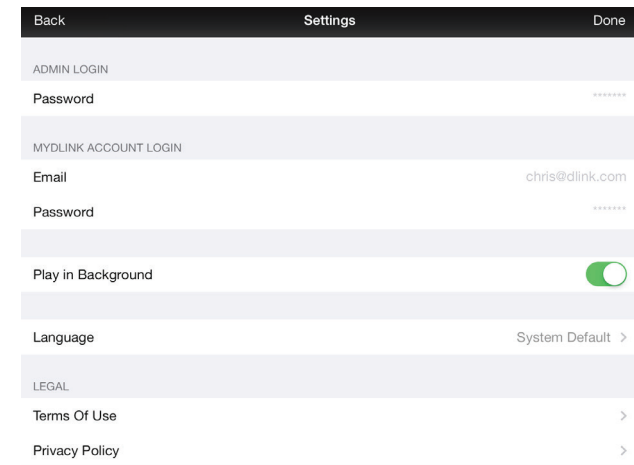 Back Settings Done
ADMIN LOGIN
Password *******
MYDLINK ACCOUNT LOGIN
Email chris@dlink.com
Password *******
Play in Background
Language System Default >
LEGAL
Terms Of Use >
Privacy Policy >